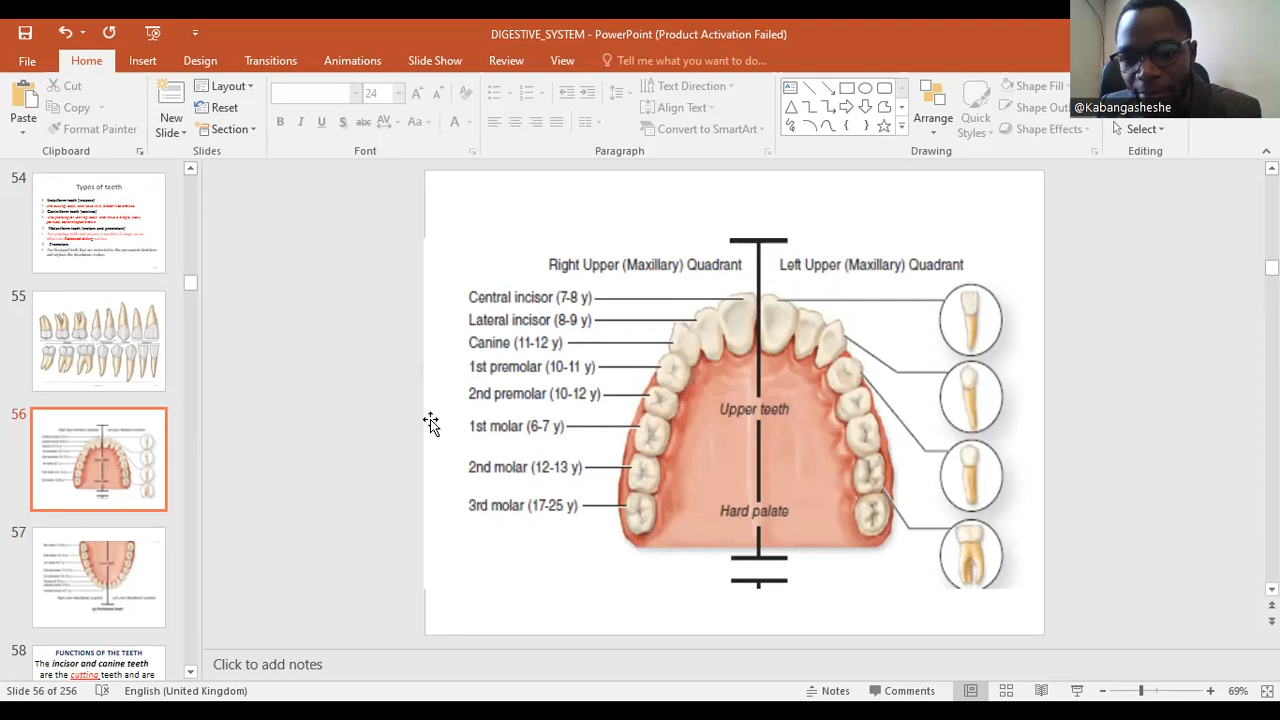 DIGESTIVE_SYSTEM - PowerPoint (Product Activation Failed)
@Kabangasheshe
File Home Insert Design Transitions Animations Slide Show Review View Tell me what you want to do...
Cut
Copy
Format Painter
Paste
Clipboard
New Slide
Layout
Reset
Section
Slides
24
B I U S abc AV Aa A
Font
Text Direction
Align Text
Convert to SmartArt
Paragraph
Arrange
Quick Styles
Shape Fill
Shape Out
Shape Effects
Drawing
Select
Editing
54
Types of teeth
55
56
57
58
FUNCTIONS OF THE TEETH
The incisor and canine teeth
are the cutting teeth and are
Right Upper (Maxillary) Quadrant
Left Upper (Maxillary) Quadrant
Central incisor (7-8 y)
Lateral incisor (8-9 y)
Canine (11-12 y)
1st premolar (10-11 y)
2nd premolar (10-12 y)
1st molar (6-7 y)
2nd molar (12-13 y)
3rd molar (17-25 y)
Upper teeth
Hard palate
Click to add notes
Slide 56 of 256 English (United Kingdom) Notes Comments 69%